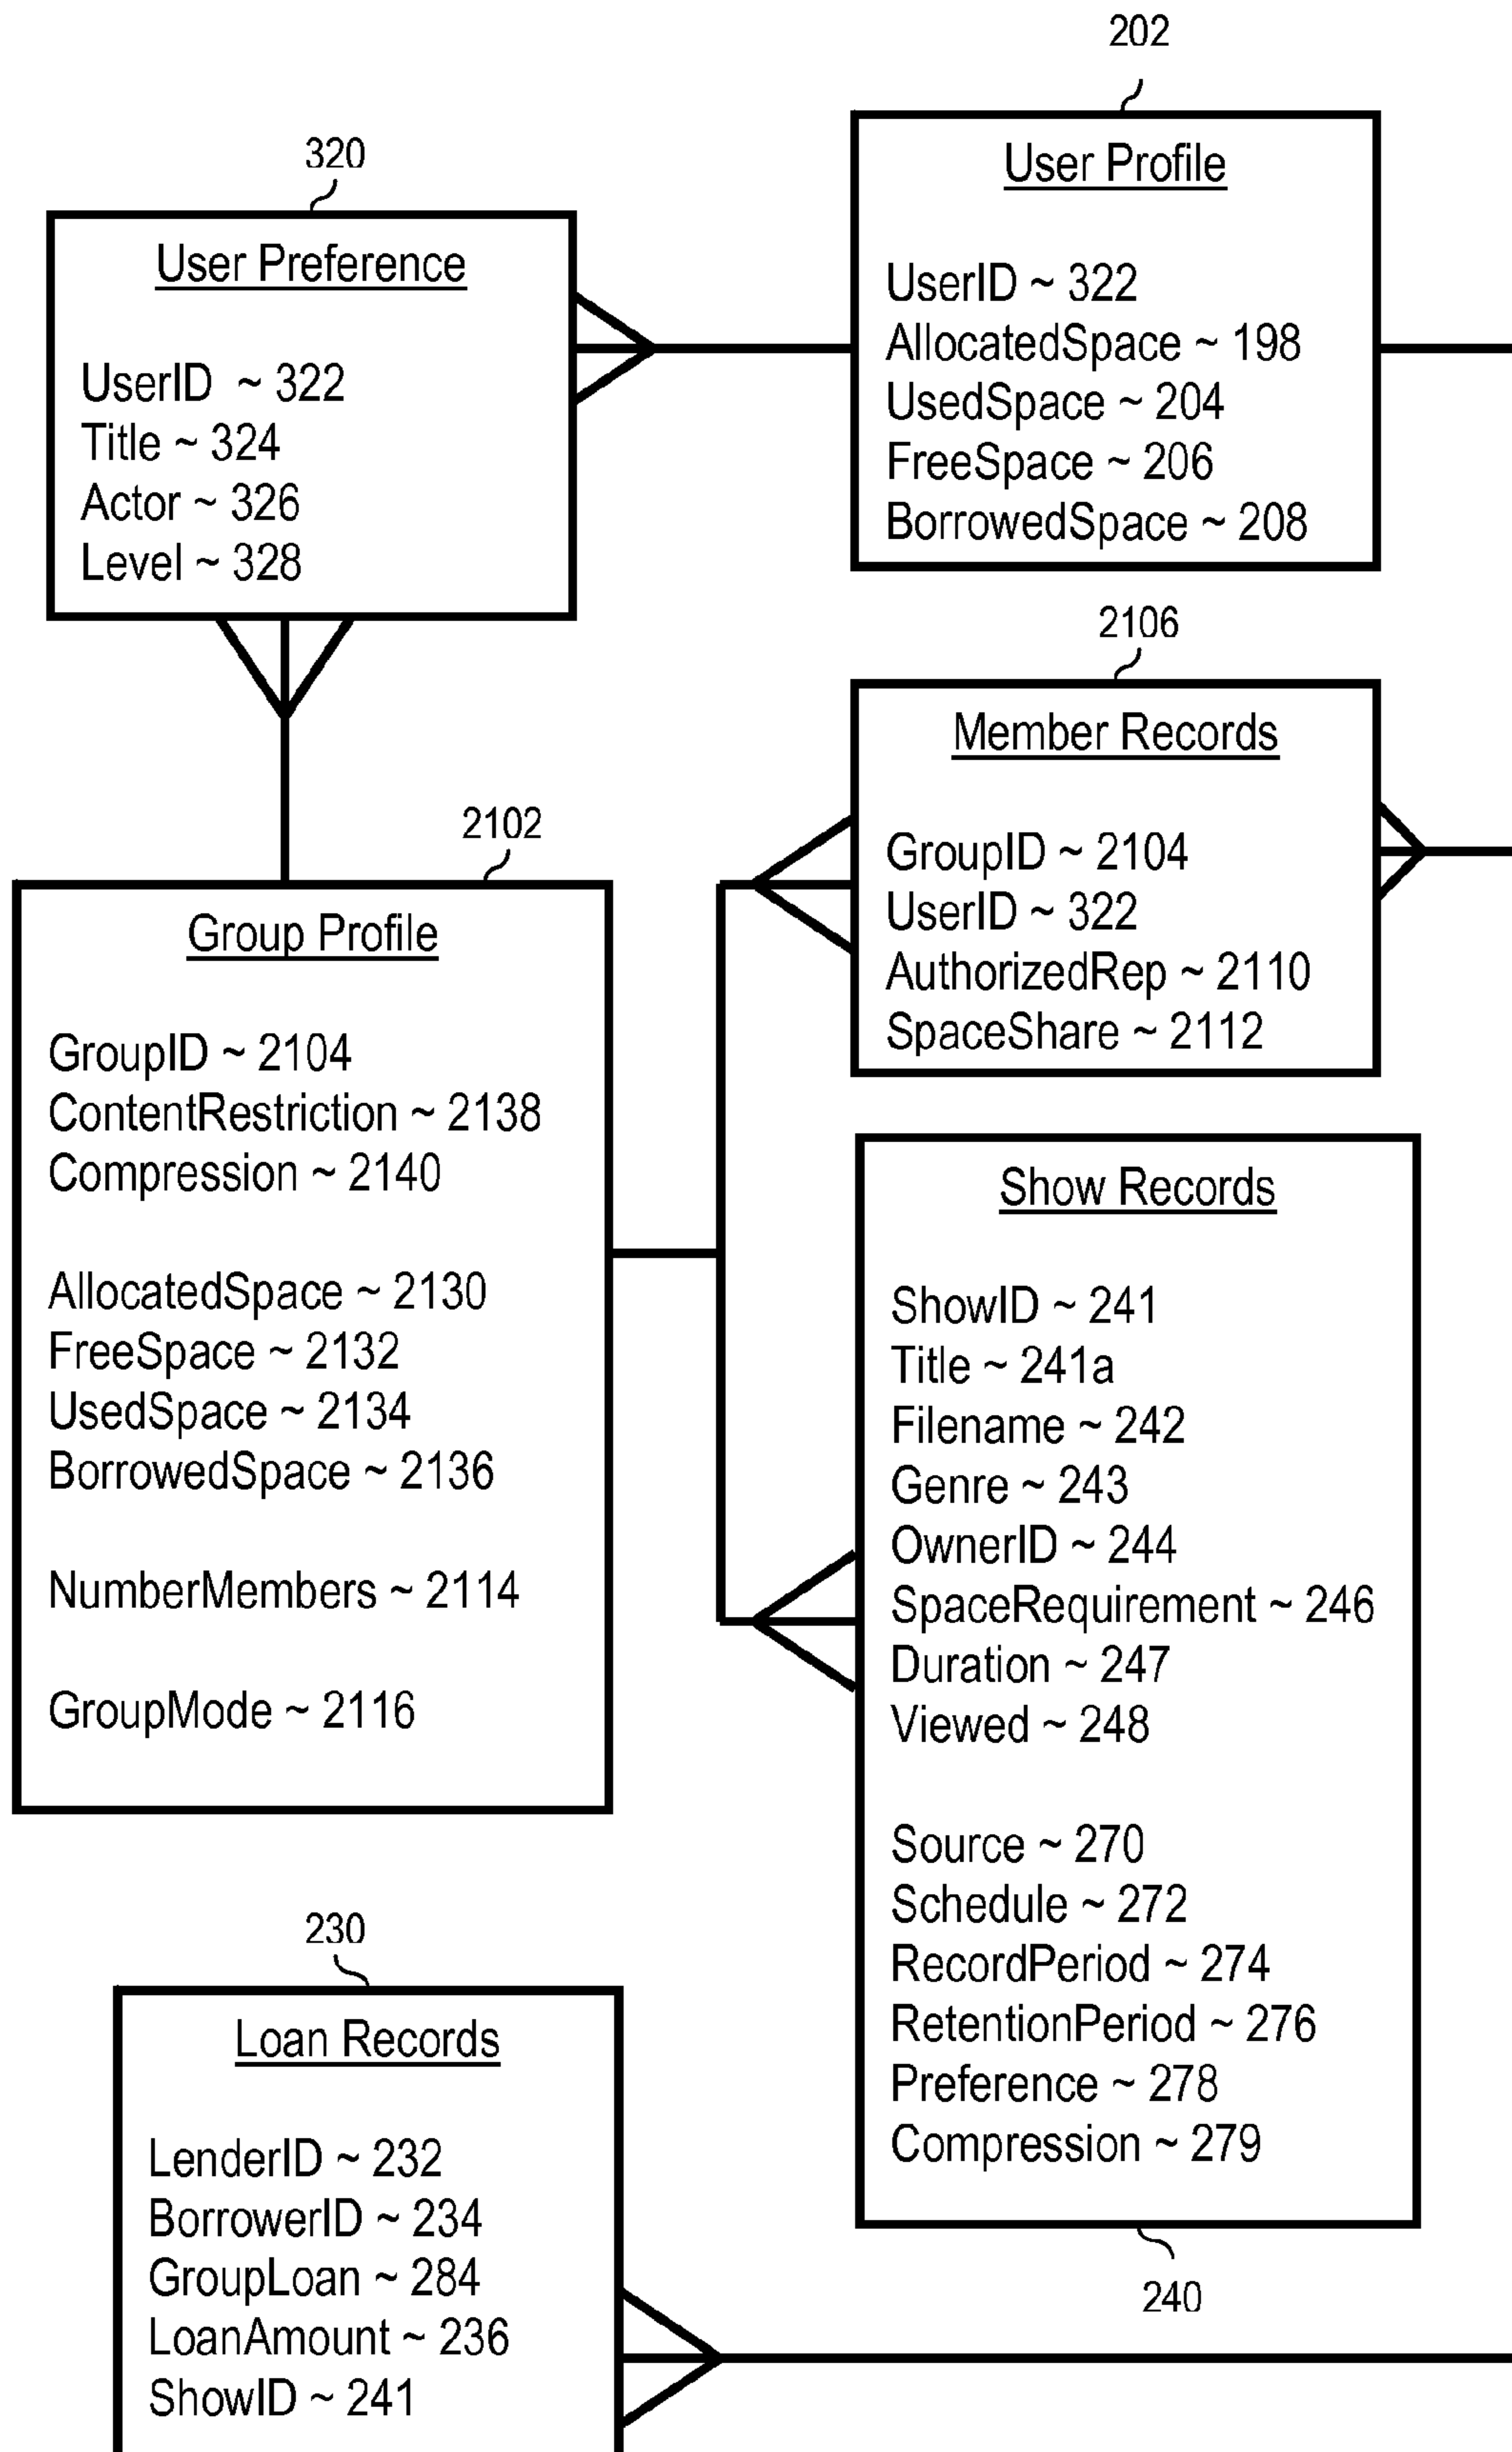 202
User Profile
UserID ~ 322
AllocatedSpace ~ 198
UsedSpace ~ 204
FreeSpace ~ 206
BorrowedSpace ~ 208
320
User Preference
UserID ~ 322
Title ~ 324
Actor ~ 326
Level ~ 328
2106
Member Records
GroupID ~ 2104
UserID ~ 322
AuthorizedRep ~ 2110
SpaceShare ~ 2112
2102
Group Profile
GroupID ~ 2104
ContentRestriction ~ 2138
Compression ~ 2140
AllocatedSpace ~ 2130
FreeSpace ~ 2132
UsedSpace ~ 2134
BorrowedSpace ~ 2136
NumberMembers ~ 2114
GroupMode ~ 2116
Show Records
ShowID ~ 241
Title ~ 241a
Filename ~ 242
Genre ~ 243
OwnerID ~ 244
SpaceRequirement ~ 246
Duration ~ 247
Viewed ~ 248
Source ~ 270
Schedule ~ 272
RecordPeriod ~ 274
RetentionPeriod ~ 276
Preference ~ 278
Compression ~ 279
240
230
Loan Records
LenderID ~ 232
BorrowerID ~ 234
GroupLoan ~ 284
LoanAmount ~ 236
ShowID ~ 241